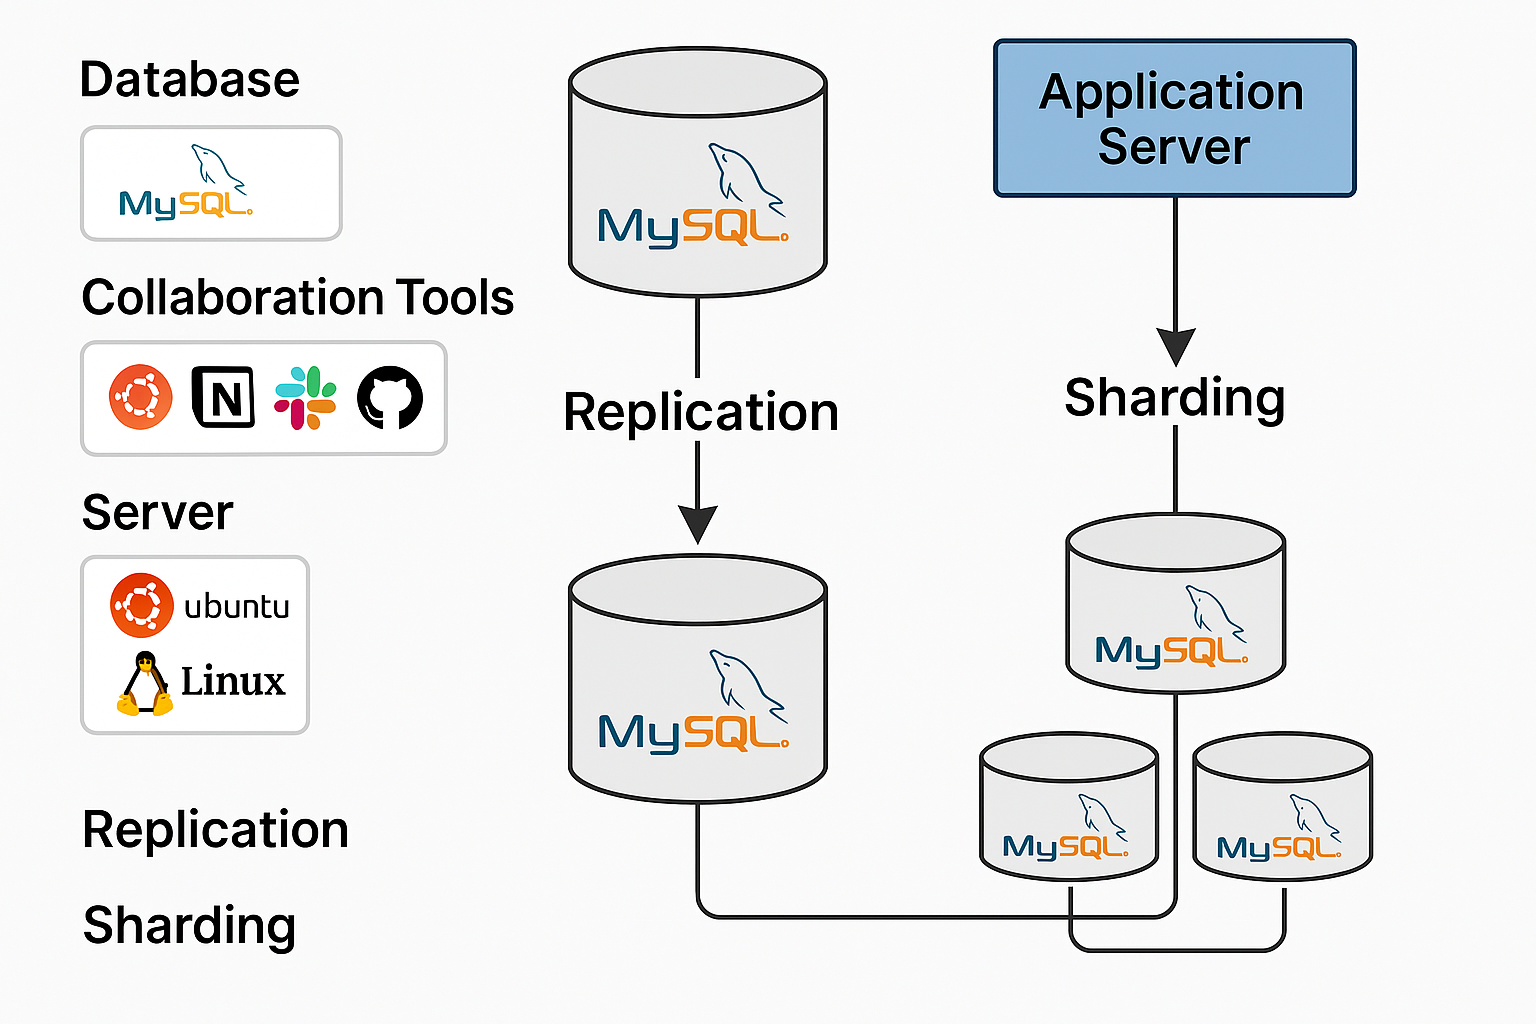 Database
MySQL
Collaboration Tools
N
Server
ubuntu
Linux
Replication
Sharding
MySQL
Replication
MySQL
Application
Server
Sharding
MySQL
MySQL
MySQL